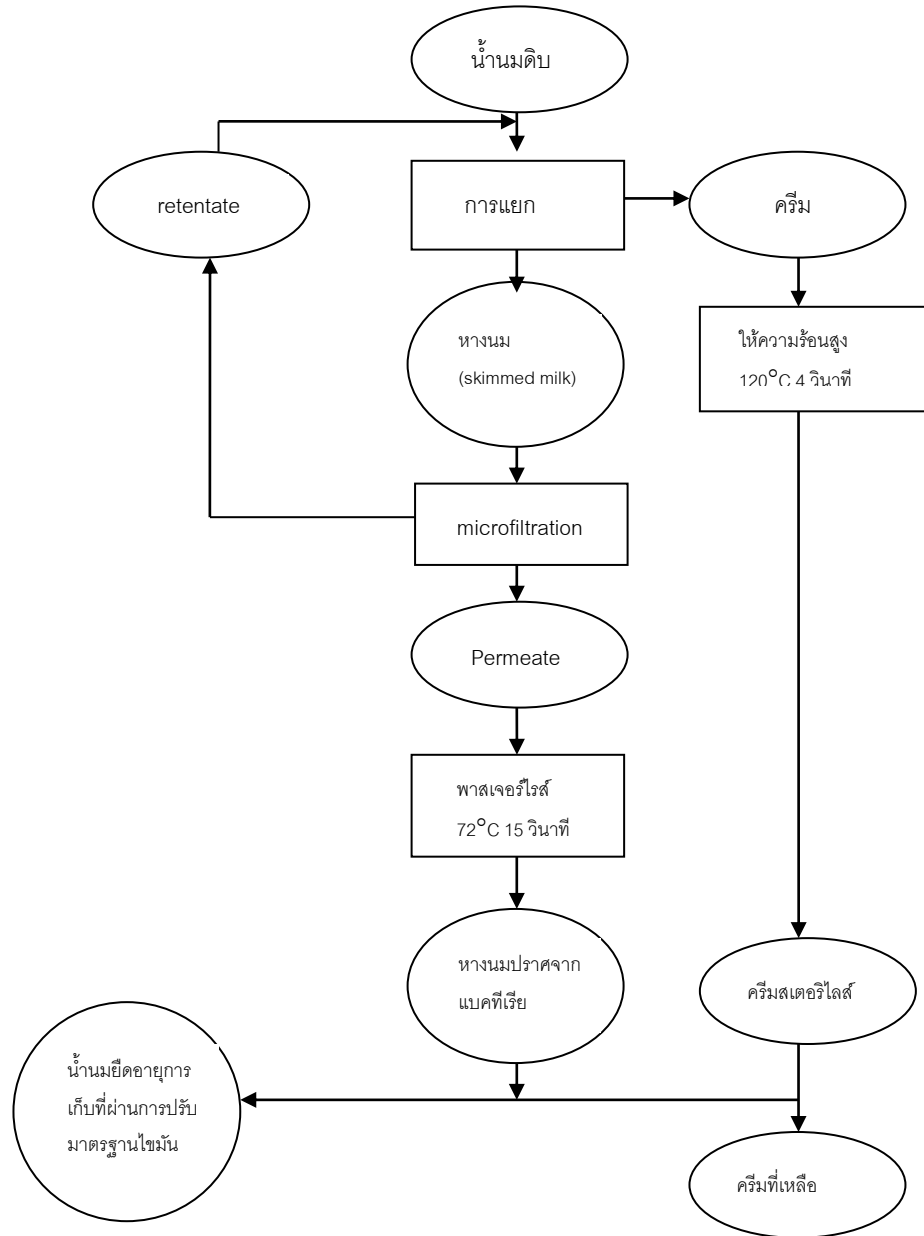 น้ำนมดิบ
retentate
การแยก
ครีม
หางนม
(skimmed milk)
ให้ความร้อนสูง
120°C 4 วินาที
microfiltration
Permeate
พาสเจอร์ไรส์
72°C 15 วินาที
หางนมปราศจาก
แบคทีเรีย
ครีมสเตอริไลส์
น้ำนมยืดอายุการ
เก็บที่ผ่านการปรับ
มาตรฐานไขมัน
ครีมที่เหลือ